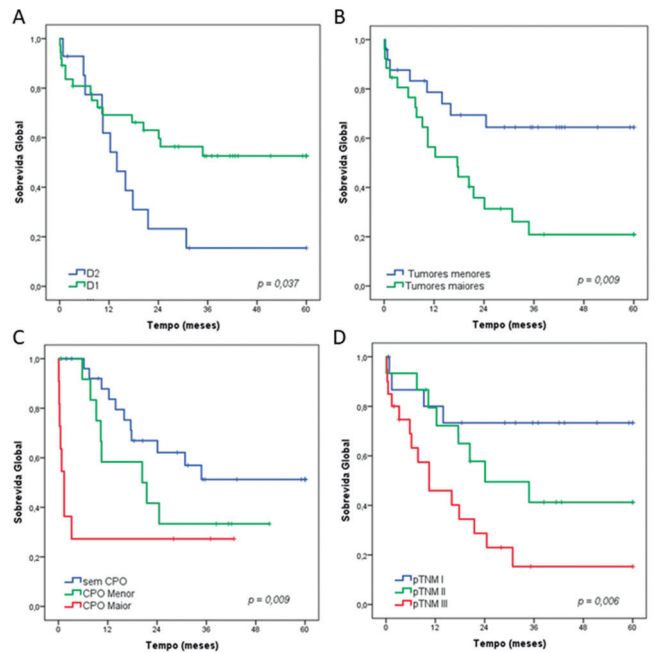 A
Sobrevida Global
1,0
0,8
0,6
0,4
0,2
0,0
D2
D1
p = 0,037
0 12 24 36 48 60
Tempo (meses)
B
Sobrevida Global
1,0
0,8
0,6
0,4
0,2
0,0
Tumores menores
Tumores maiores
p = 0,009
0 12 24 36 48 60
Tempo (meses)
C
Sobrevida Global
1,0
0,8
0,6
0,4
0,2
0,0
sem CPO
CPO Menor
CPO Maior
p = 0,009
0 12 24 36 48 60
Tempo (meses)
D
Sobrevida Global
1,0
0,8
0,6
0,4
0,2
0,0
pTNM I
pTNM II
pTNM III
p = 0,006
0 12 24 36 48 60
Tempo (meses)